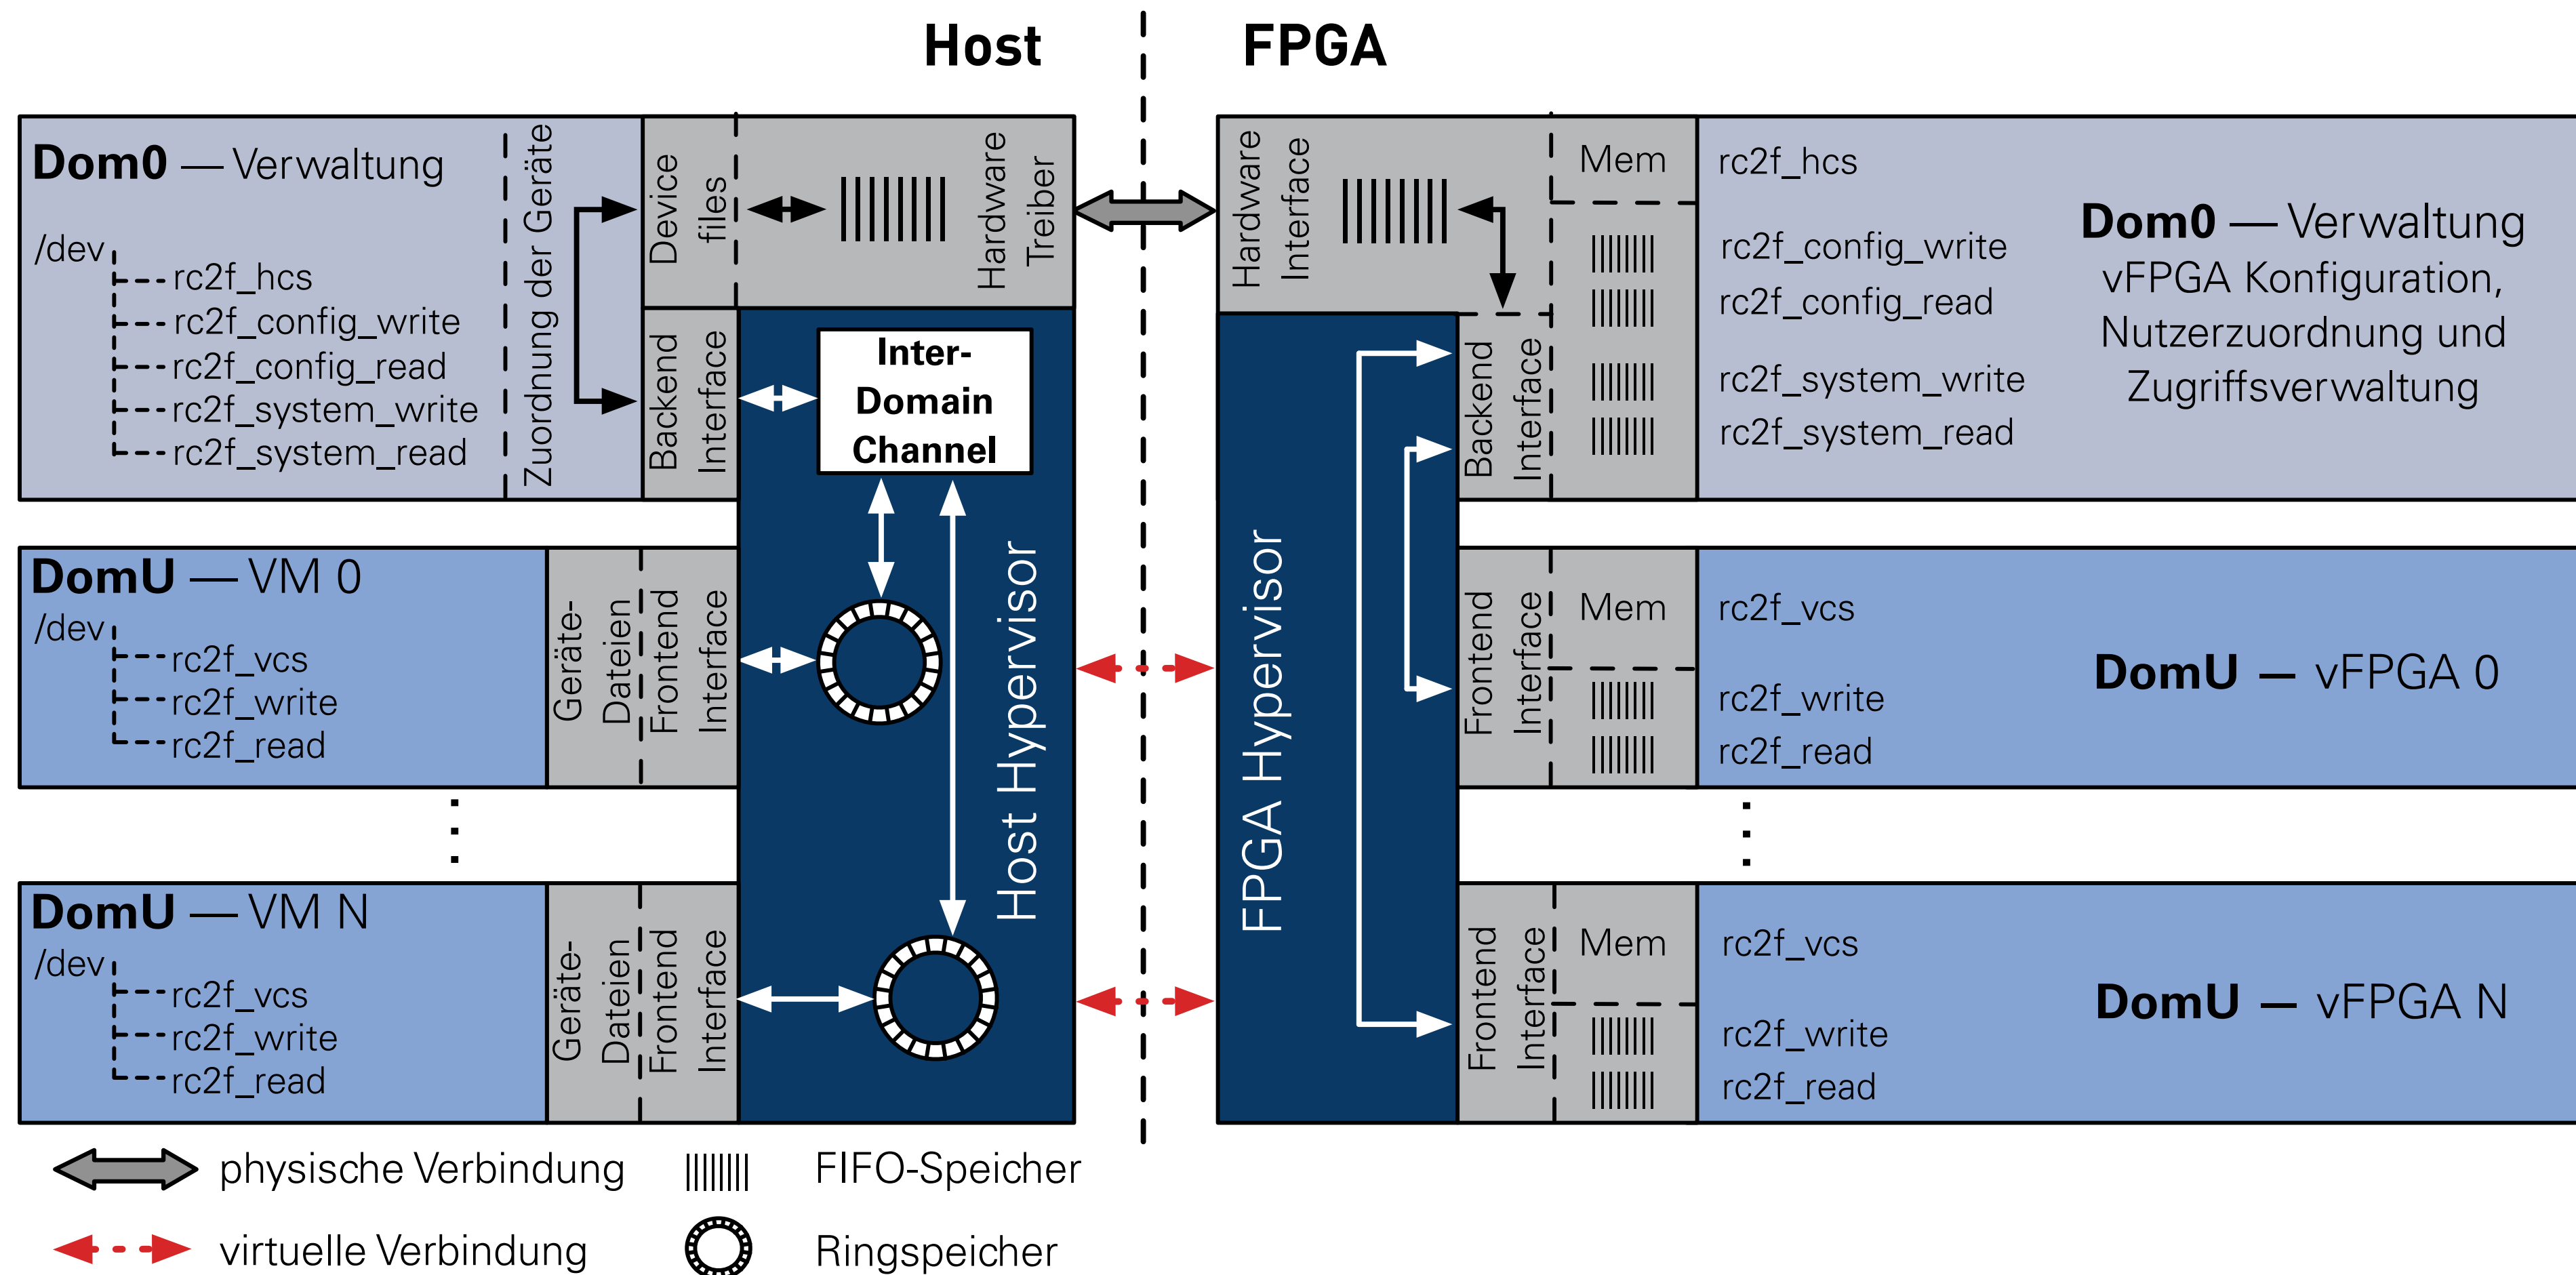 Host
FPGA
Dom0 — Verwaltung
/dev
rc2f_hcs
rc2f_config_write
rc2f_config_read
rc2f_system_write
rc2f_system_read
Zuordnung der Geräte
Device
files
Hardware
Treiber
Backend
Interface
Inter-
Domain
Channel
Host Hypervisor
DomU — VM 0
/dev
rc2f_vcs
rc2f_write
rc2f_read
Geräte-
Dateien
Frontend
Interface
DomU — VM N
/dev
rc2f_vcs
rc2f_write
rc2f_read
Geräte-
Dateien
Frontend
Interface
Hardware
Interface
Mem
rc2f_hcs
rc2f_config_write
rc2f_config_read
rc2f_system_write
rc2f_system_read
Dom0 — Verwaltung
vFPGA Konfiguration,
Nutzerzuordnung und
Zugriffsverwaltung
Backend
Interface
FPGA Hypervisor
Frontend
Interface
Mem
rc2f_vcs
rc2f_write
rc2f_read
DomU — vFPGA 0
Frontend
Interface
Mem
rc2f_vcs
rc2f_write
rc2f_read
DomU — vFPGA N
physische Verbindung
FIFO-Speicher
virtuelle Verbindung
Ringspeicher